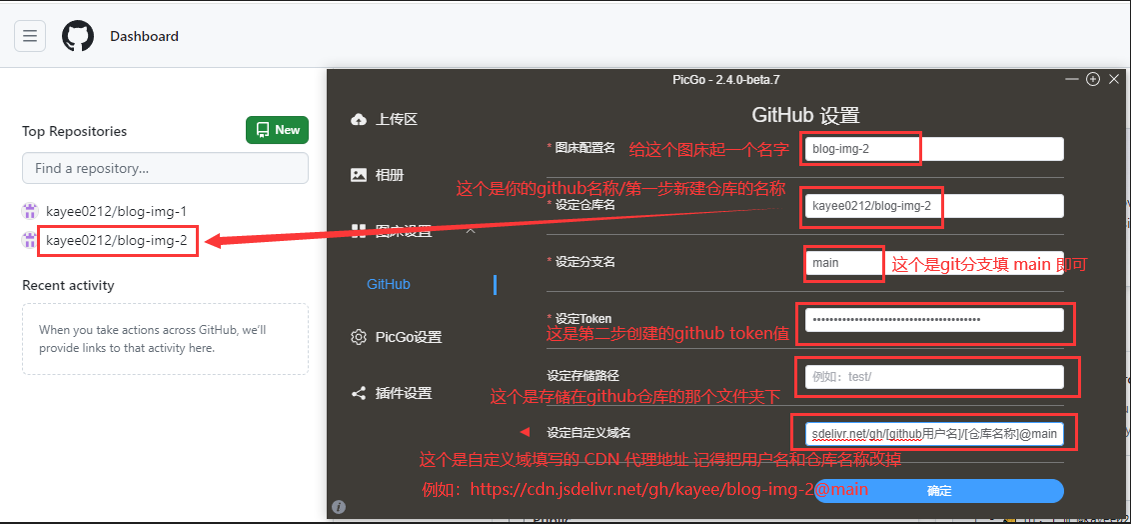 Dashboard
Top Repositories
New
Find a repository...
kayee0212/blog-img-1
kayee0212/blog-img-2
Recent activity
When you take actions across GitHub, we'll
provide links to that activity here.
PicGo - 2.4.0-beta.7
上传区
相册
图床设置
GitHub
PicGo设置
插件设置
GitHub 设置
* 图床配置名
给这个图床起一个名字
blog-img-2
这个是你的github名称/第一步新建仓库的名称
* 设定仓库名
kayee0212/blog-img-2
* 设定分支名
main
这个是git分支填 main 即可
* 设定Token
这是第二步创建的github token值
设定存储路径
例如：test/
这个是存储在github仓库的那个文件夹下
设定自定义域名
sdelivr.net/gh/[github用户名]/[仓库名称]@main
这个是自定义域填写的 CDN 代理地址 记得把用户名和仓库名称改掉
例如：https://cdn.jsdelivr.net/gh/kayee/blog-img-2@main
确定
Public